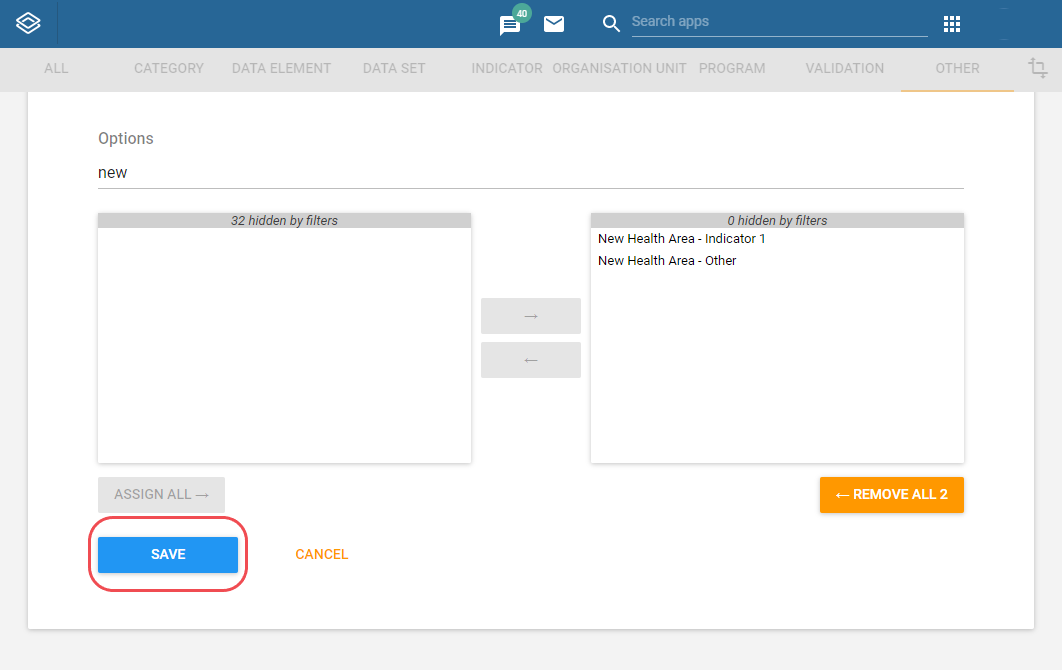 40
Search apps
ALL CATEGORY DATA ELEMENT DATA SET INDICATOR ORGANISATION UNIT PROGRAM VALIDATION OTHER
Options
new
32 hidden by filters
0 hidden by filters
New Health Area - Indicator 1
New Health Area - Other
→
←
ASSIGN ALL →
← REMOVE ALL 2
SAVE
CANCEL